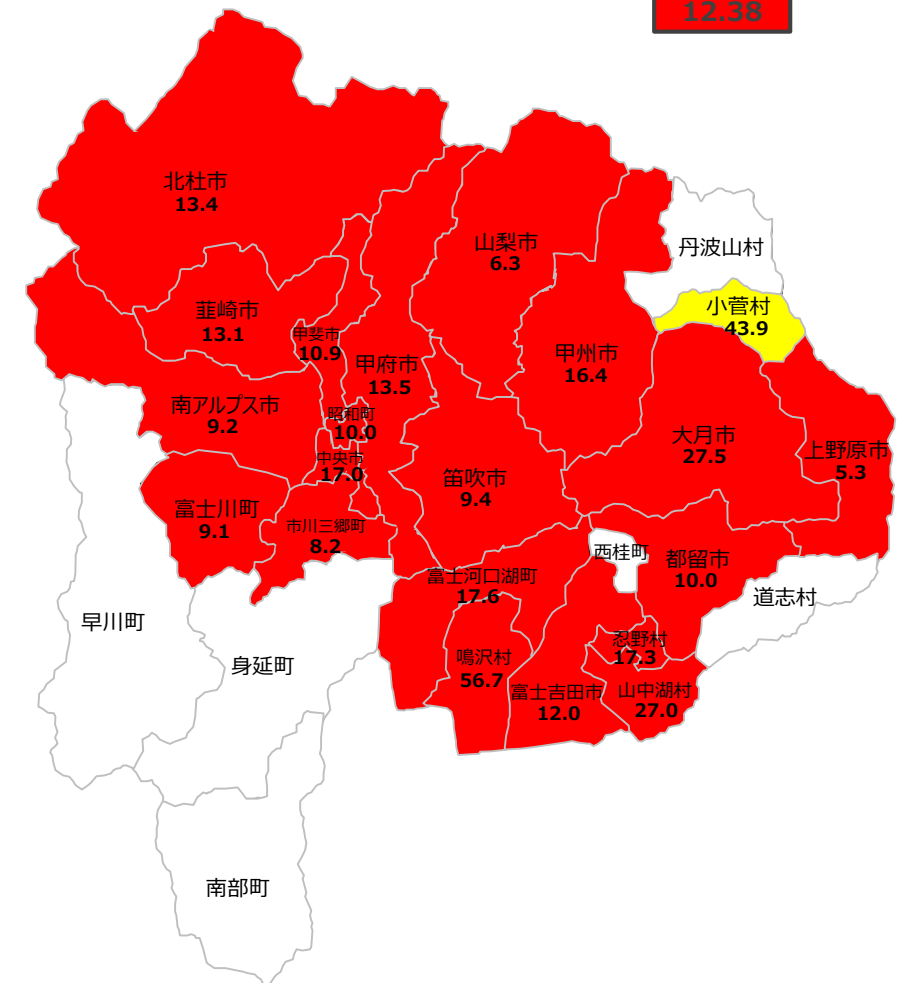 12.38
北杜市
13.4
山梨市
6.3
丹波山村
小菅村
43.9
韮崎市
13.1
甲斐市
10.9
甲府市
13.5
甲州市
16.4
南アルプス市
9.2
昭和町
10.0
大月市
27.5
上野原市
5.3
中央市
17.0
笛吹市
9.4
富士川町
9.1
市川三郷町
8.2
西桂町
都留市
10.0
富士河口湖町
17.6
道志村
早川町
身延町
忍野村
17.3
鳴沢村
56.7
富士吉田市
12.0
山中湖村
27.0
南部町